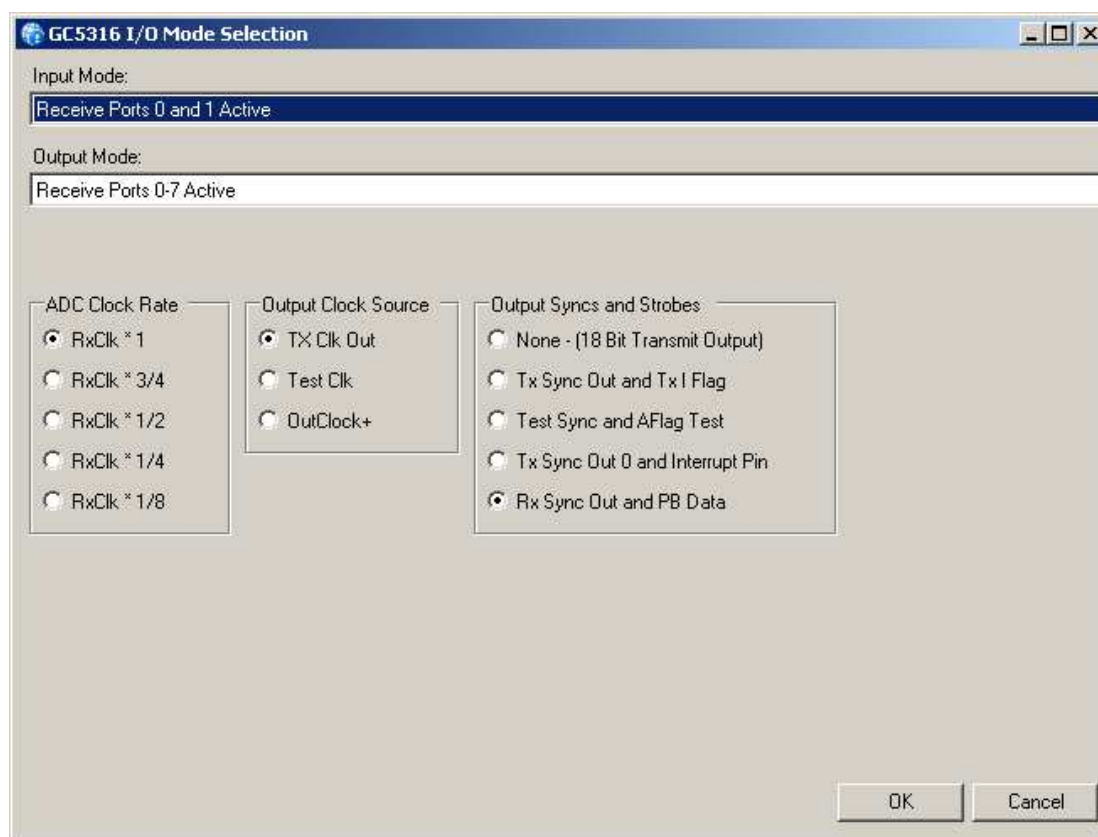 GC5316 I/O Mode Selection
Input Mode:
Receive Ports 0 and 1 Active
Output Mode:
Receive Ports 0-7 Active
ADC Clock Rate
RxClk * 1
RxClk * 3/4
RxClk * 1/2
RxClk * 1/4
RxClk * 1/8
Output Clock Source
TX Clk Out
Test Clk
OutClock+
Output Syncs and Strobes
None - (18 Bit Transmit Output)
Tx Sync Out and Tx I Flag
Test Sync and AFlag Test
Tx Sync Out 0 and Interrupt Pin
Rx Sync Out and PB Data
OK
Cancel